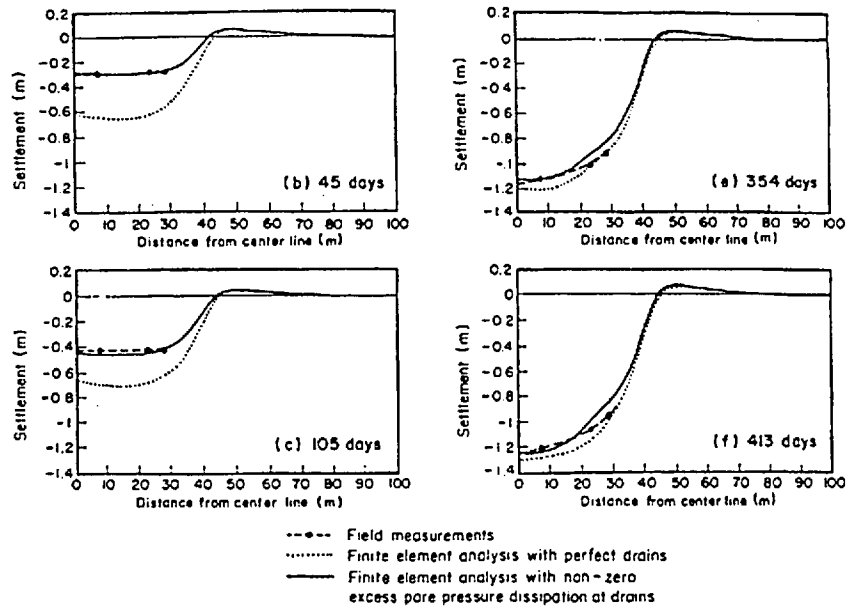 0.2
0
-0.2
-0.4
-0.6
-0.8
-1
-1.2
-1.4
Settlement (m)
(b) 45 days
0 10 20 30 40 50 60 70 80 90 100
Distance from center line (m)
0.2
0
-0.2
-0.4
-0.6
-0.8
-1
-1.2
-1.4
Settlement (m)
(e) 354 days
0 10 20 30 40 50 60 70 80 90 100
Distance from center line (m)
0.2
0
-0.2
-0.4
-0.6
-0.8
-1
-1.2
-1.4
Settlement (m)
(c) 105 days
0 10 20 30 40 50 60 70 80 90 100
Distance from center line (m)
0.2
0
-0.2
-0.4
-0.6
-0.8
-1
-1.2
-1.4
Settlement (m)
(f) 413 days
0 10 20 30 40 50 60 70 80 90 100
Distance from center line (m)
Field measurements
Finite element analysis with perfect drains
Finite element analysis with non-zero
excess pore pressure dissipation at drains